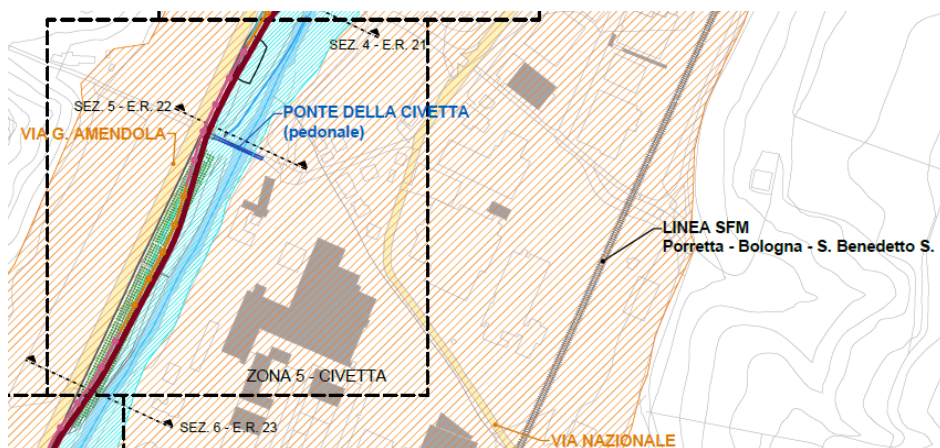 SEZ. 4 - E.R. 21
SEZ. 5 - E.R. 22
PONTE DELLA CIVETTA
(pedonale)
VIA G. AMENDOLA
LINEA SFM
Porretta - Bologna - S. Benedetto S.
ZONA 5 - CIVETTA
SEZ. 6 - E.R. 23
VIA NAZIONALE